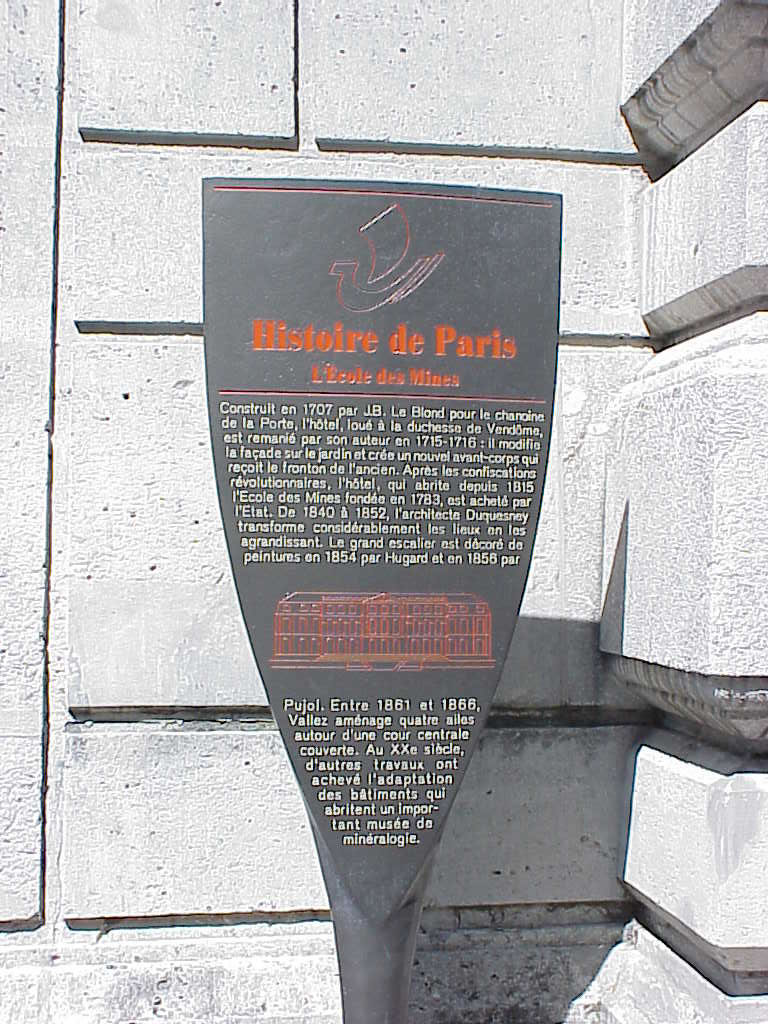 Histoire de Paris
L'Ecole des Mines
Construit en 1707 par J.B. Le Blond pour le chanoine
de la Porte, l'hôtel, loué à la duchesse de Vendôme,
est remanié par son auteur en 1715-1716 : il modifie
la façade sur le jardin et crée un nouvel avant-corps qui
reçoit le fronton de l'ancien. Après les confiscations
révolutionnaires, l'hôtel, qui abrite depuis 1815
l'Ecole des Mines fondée en 1783, est acheté par
l'Etat. De 1840 à 1852, l'architecte Duquesney
transforme considérablement les lieux en les
agrandissant. Le grand escalier est décoré de
peintures en 1854 par Hugard et en 1856 par
Pujol. Entre 1861 et 1866,
Vallez aménage quatre ailes
autour d'une cour centrale
couverte. Au XXe siècle,
d'autres travaux ont
achevé l'adaptation
des bâtiments qui
abritent un impor-
tant musée de
minéralogie.